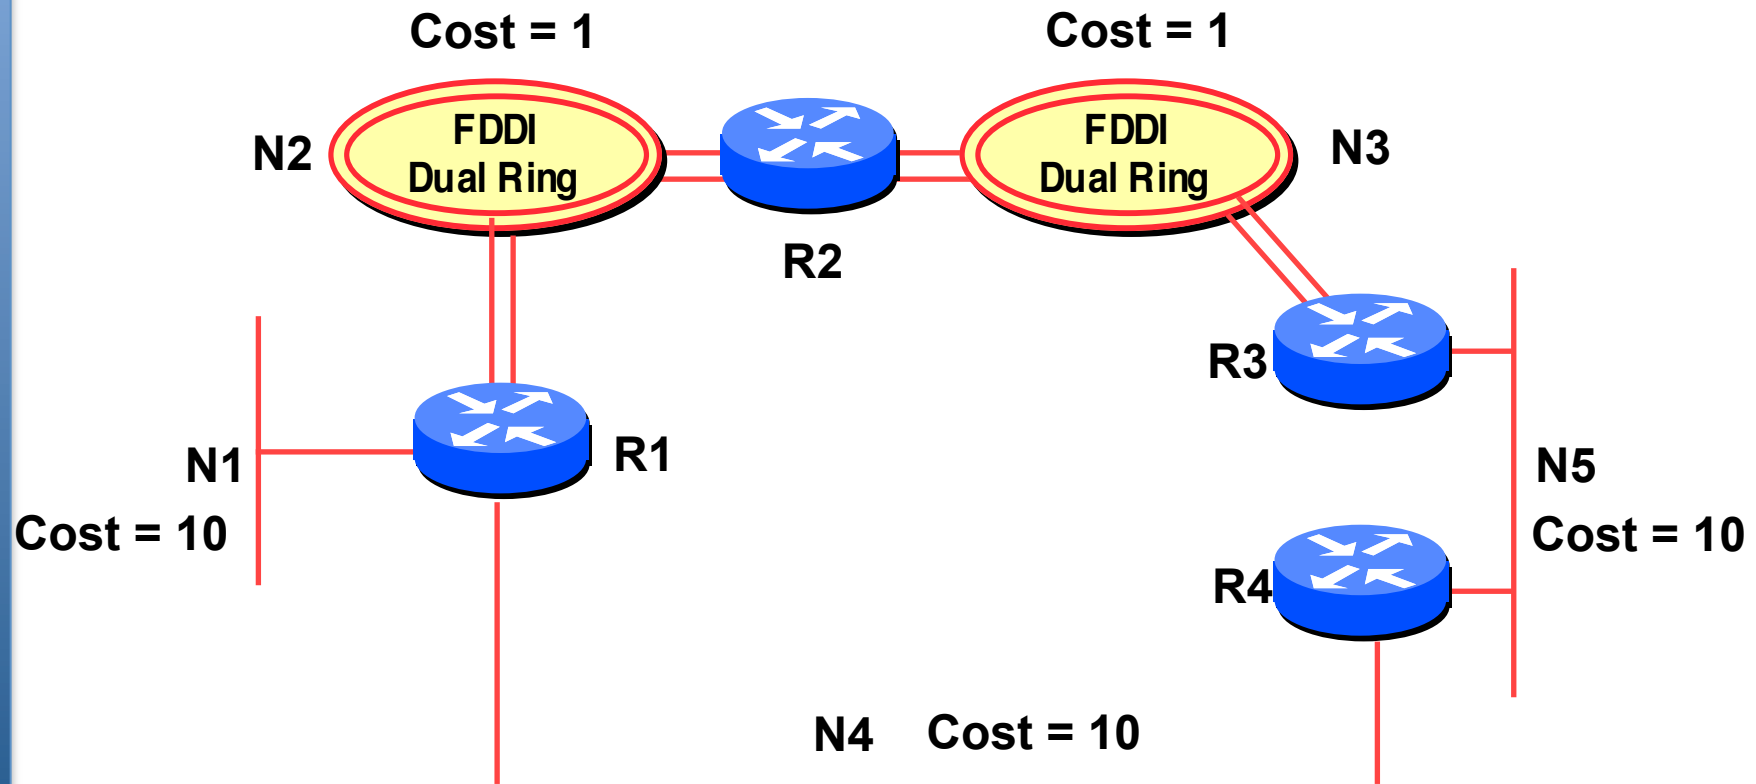 Cost = 1
Cost = 1
N2
FDDI
Dual Ring
FDDI
Dual Ring
N3
R2
R3
N1
R1
N5
Cost = 10
Cost = 10
R4
N4 Cost = 10